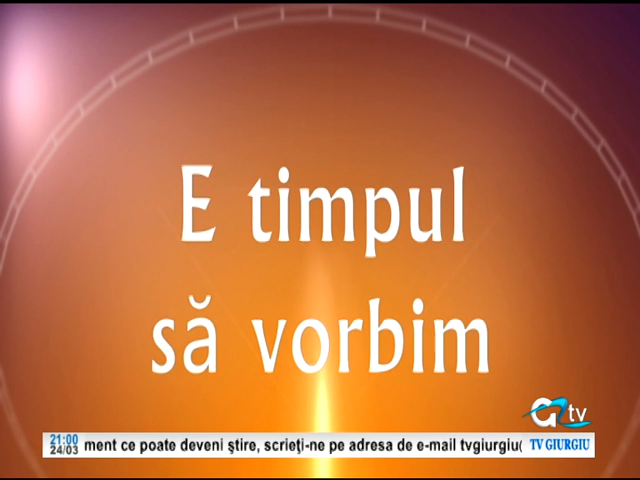 E timpul
să vorbim
G tv
21:00
24/03
ment ce poate deveni ştire, scrieţi-ne pe adresa de e-mail tvgiurgiu(
TV GIURGIU